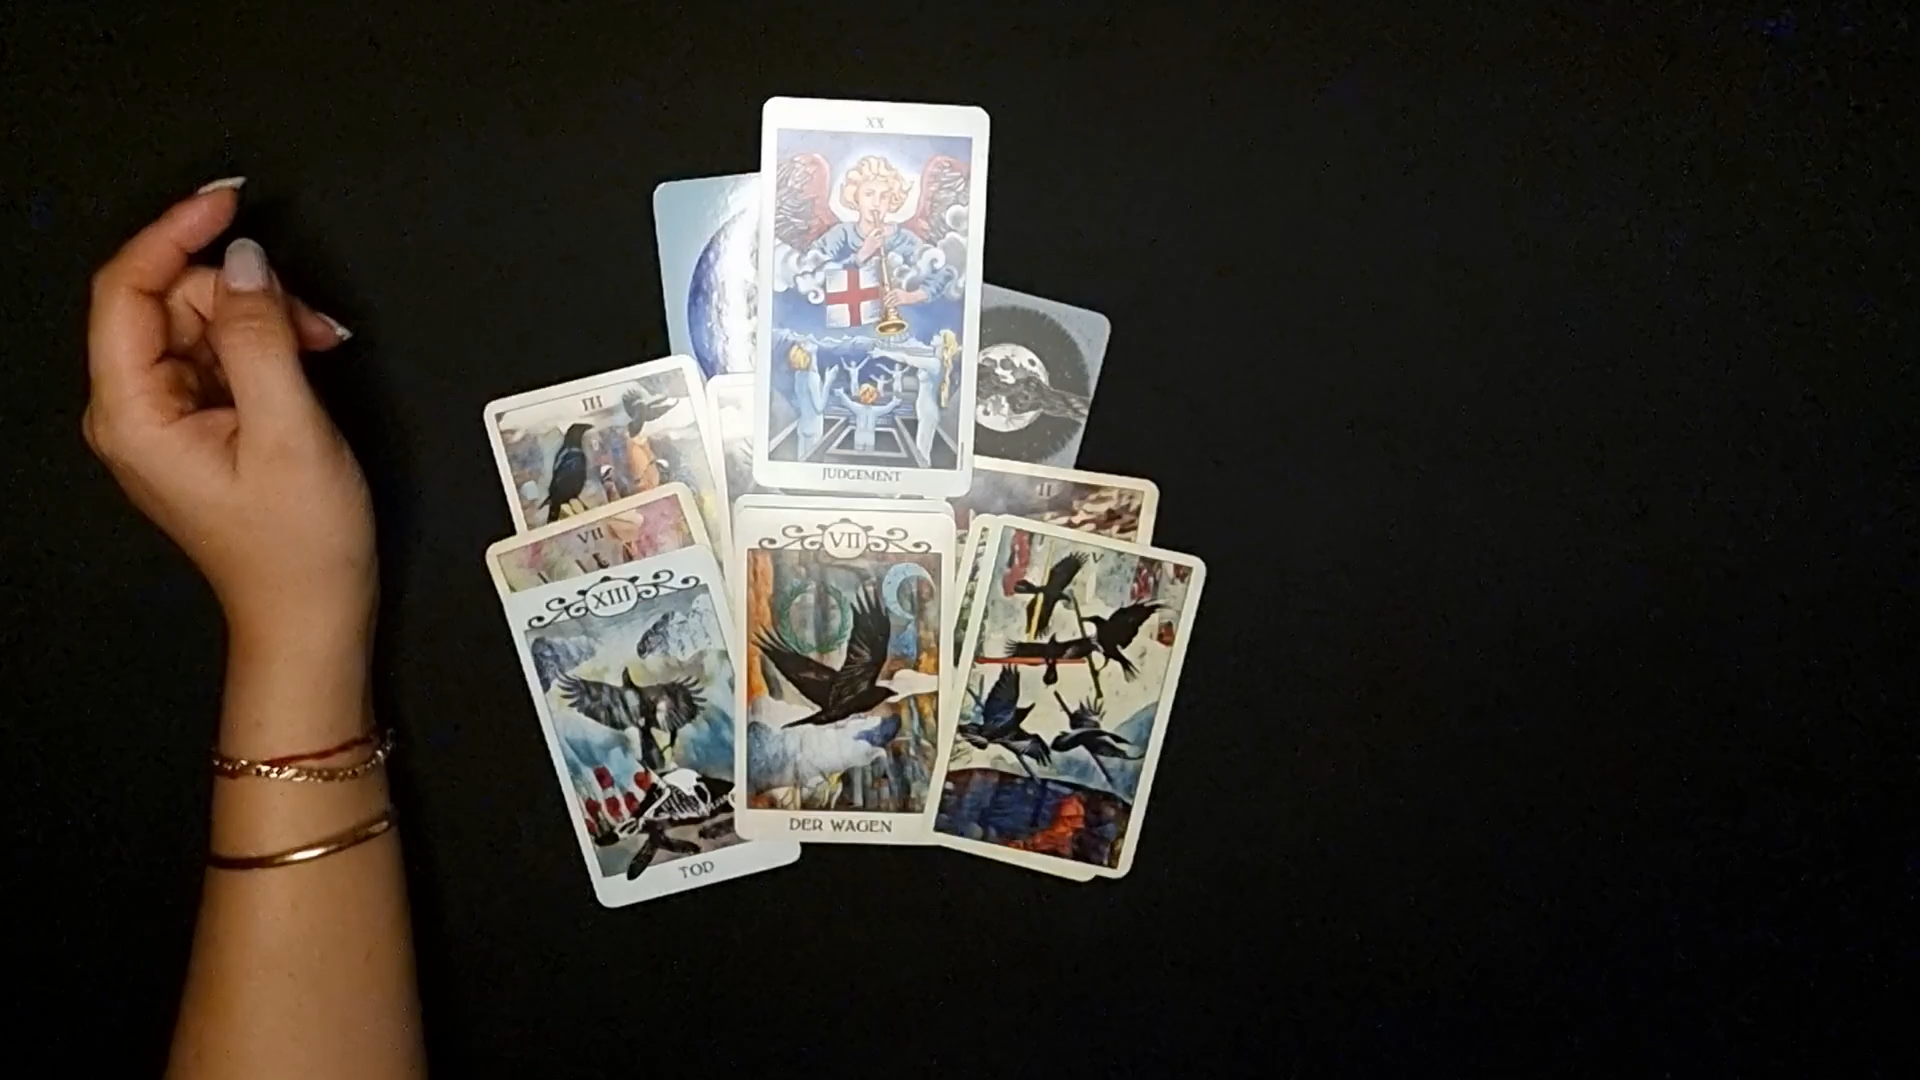 XX
JUDGEMENT
III
II
VII
V
VII
XIII
DER WAGEN
TOD